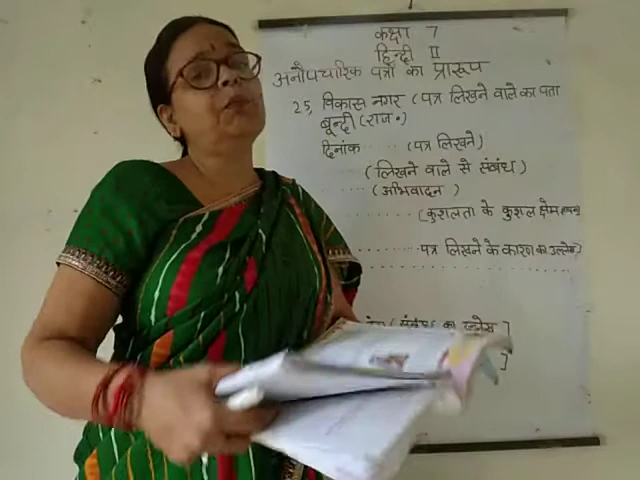 कक्षा 7
हिन्दी II
अनौपचारिक पत्रों का प्रारूप
25, विकास नगर (पत्र लिखने वाले का पता
बून्दी (राज॰)
दिनांक ..... (पत्र लिखने)
(लिखने वाले से संबंध)
.... (अभिवादन )
.... (कुशलता के कुशल क्षेम
......... पत्र लिखने के कारण का उल्लेख)
संबंध का उल्लेख ]
]